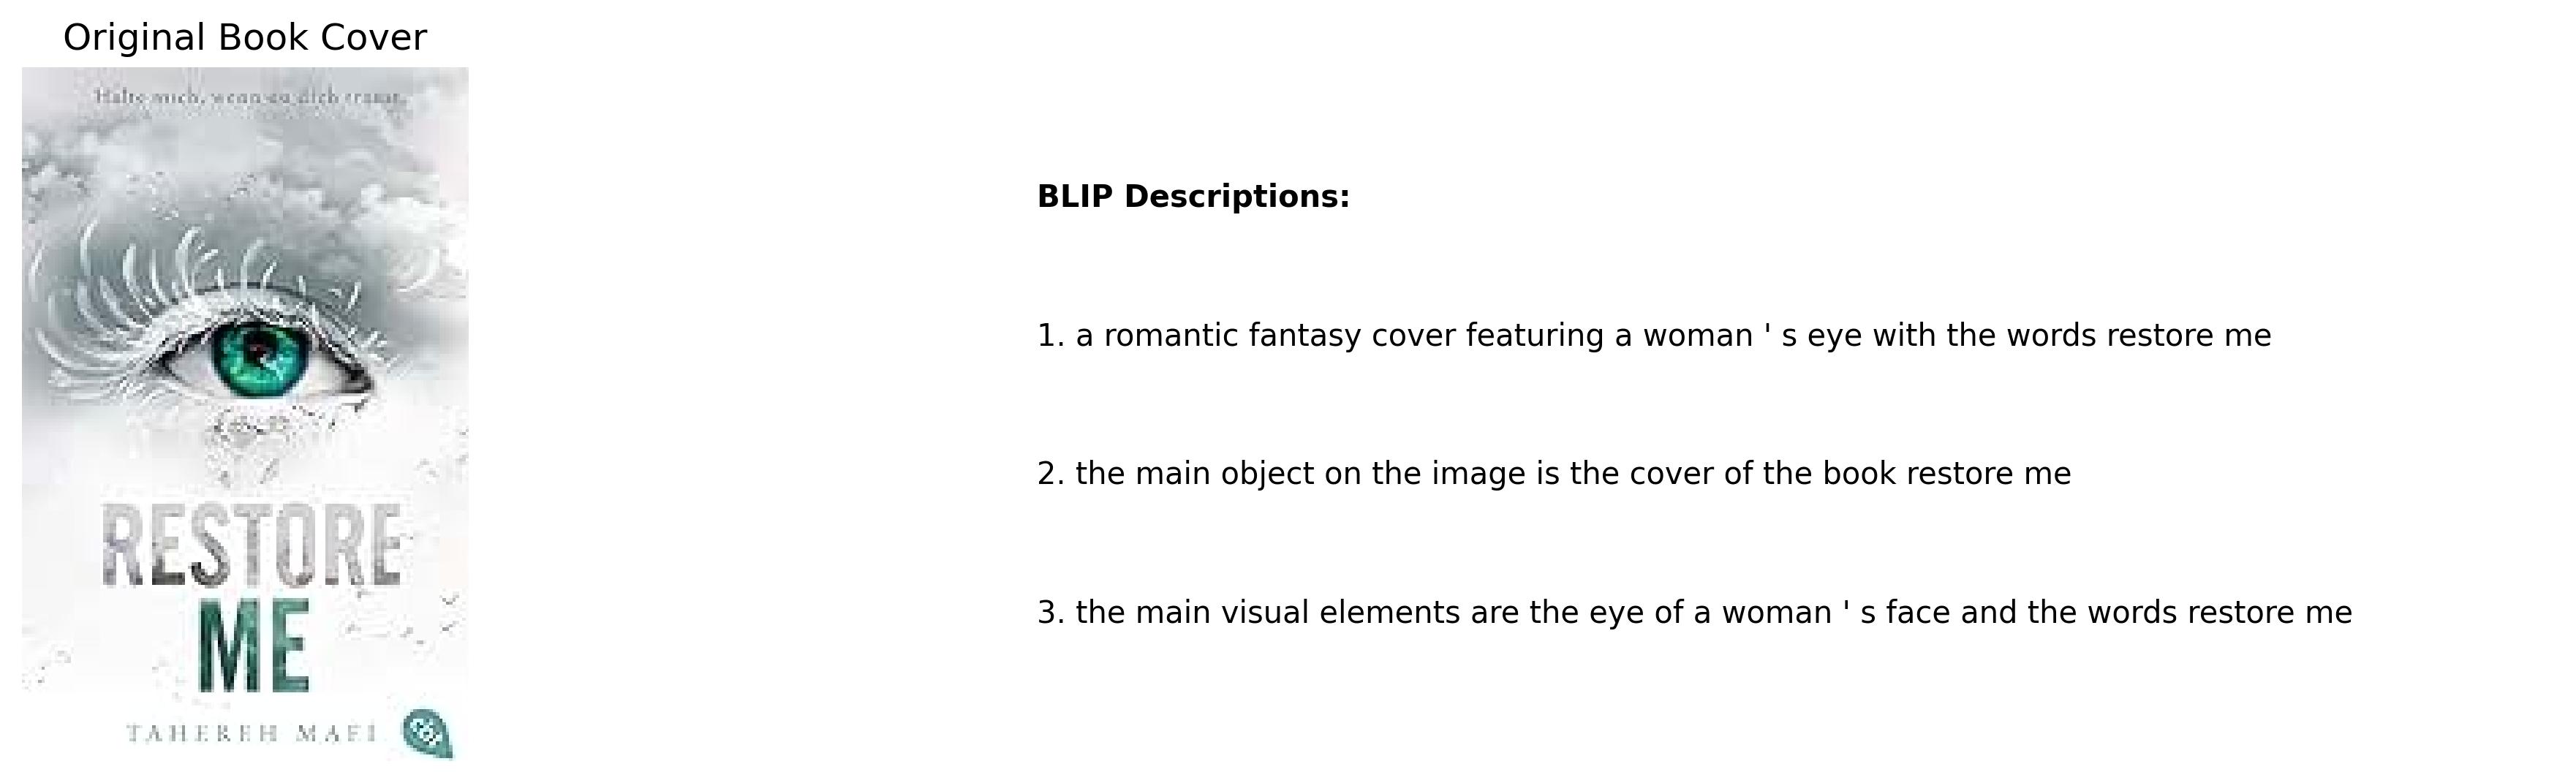 Original Book Cover
Halte mich, wenn du dich traust.
RESTORE
ME
TAHEREH MAFI
BLIP Descriptions:
1. a romantic fantasy cover featuring a woman ' s eye with the words restore me
2. the main object on the image is the cover of the book restore me
3. the main visual elements are the eye of a woman ' s face and the words restore me